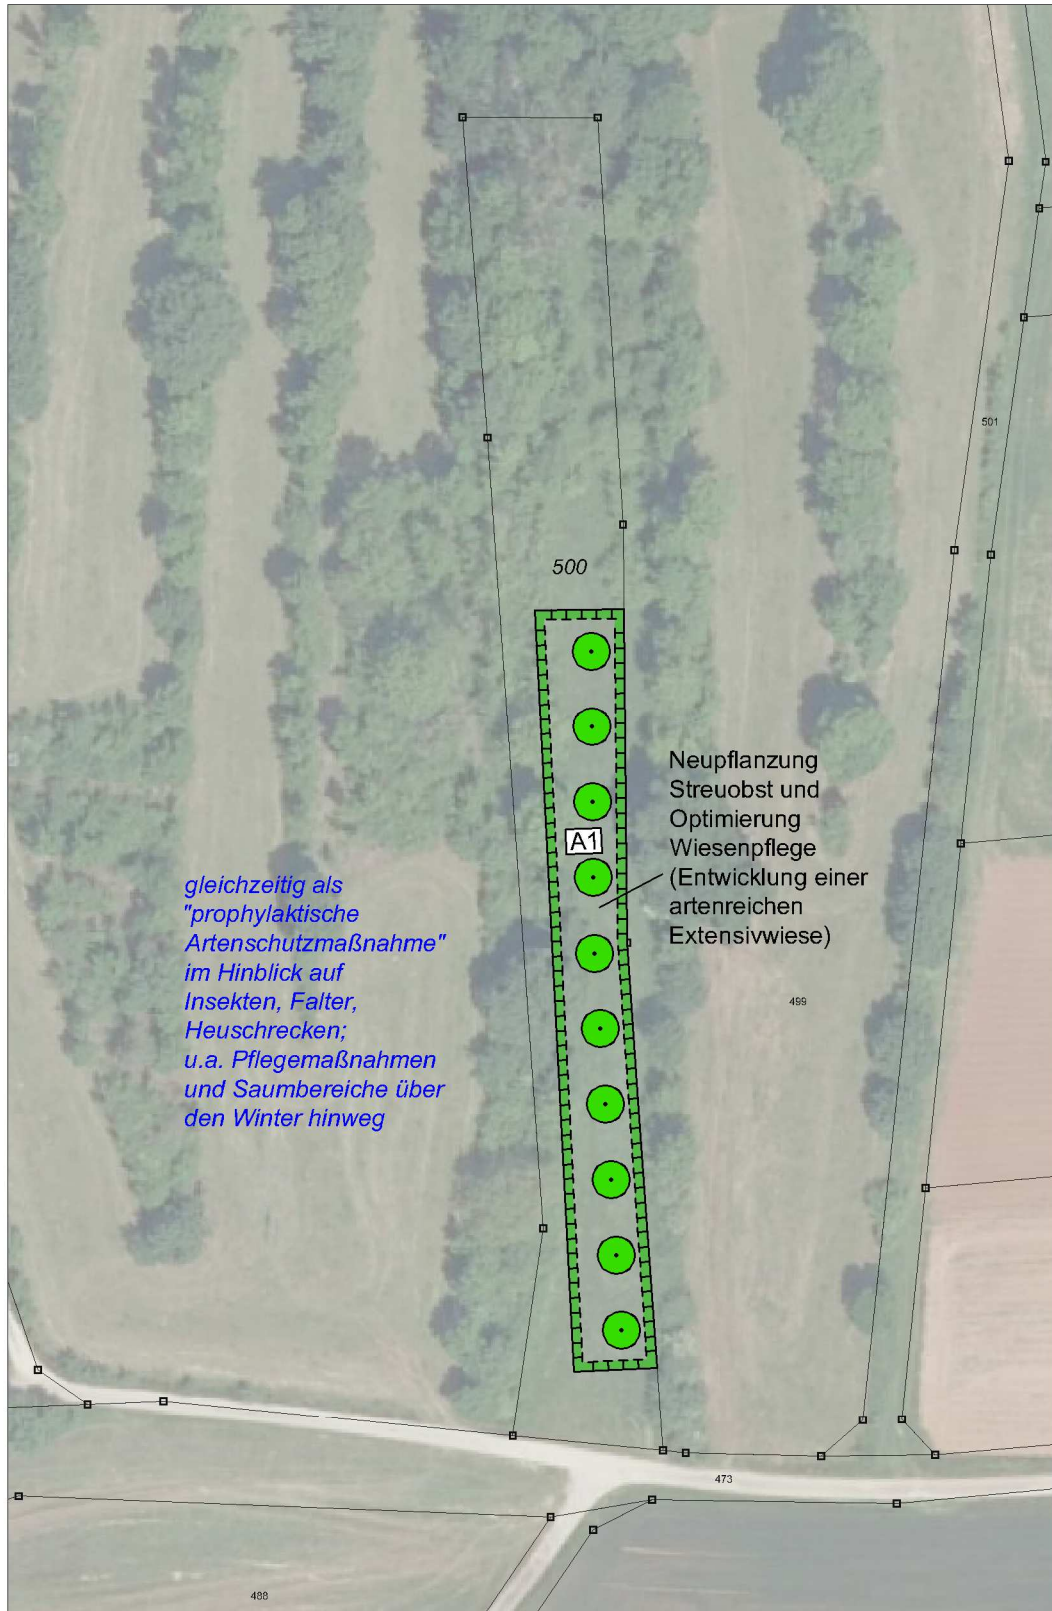 501
500
Neupflanzung
Streuobst und
Optimierung
Wiesenpflege
(Entwicklung einer
artenreichen
Extensivwiese)
A1
gleichzeitig als
"prophylaktische
Artenschutzmaßnahme"
im Hinblick auf
Insekten, Falter,
Heuschrecken;
u.a. Pflegemaßnahmen
und Saumbereiche über
den Winter hinweg
499
473
488